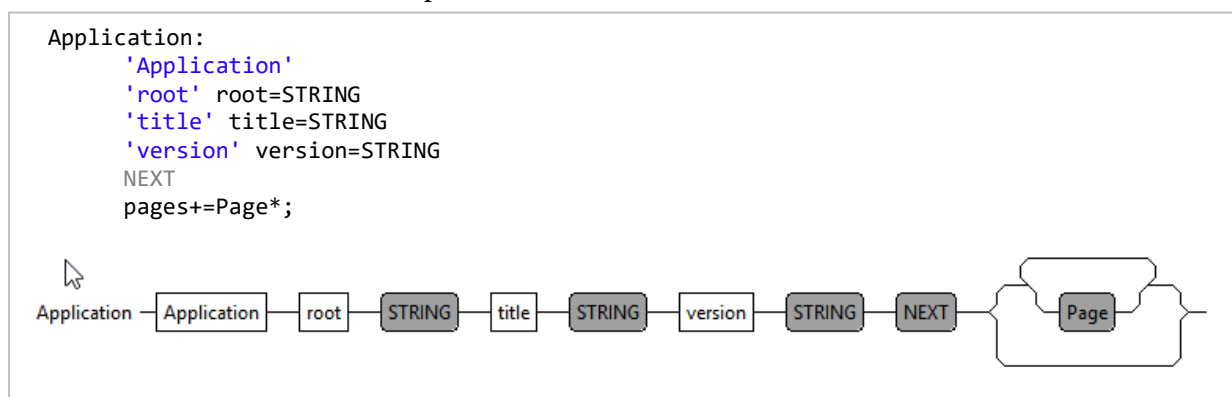 Application:
'Application'
'root' root=STRING
'title' title=STRING
'version' version=STRING
NEXT
pages+=Page*;
Application Application root STRING title STRING version STRING NEXT Page